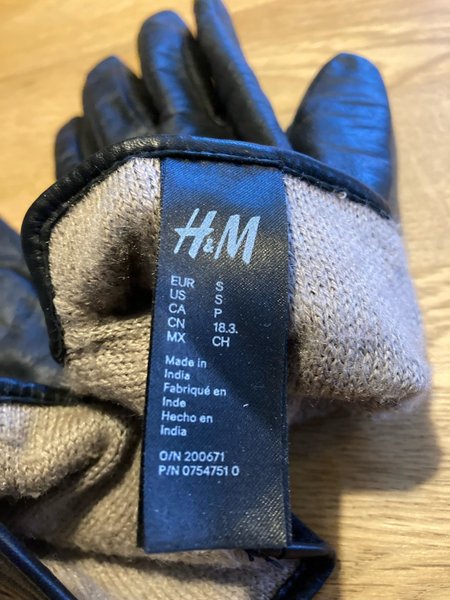 H&M
EUR S
US S
CA P
CN 18.3.
MX CH
Made in
India
Fabriqué en
Inde
Hecho en
India
O/N 200671
P/N 0754751 0